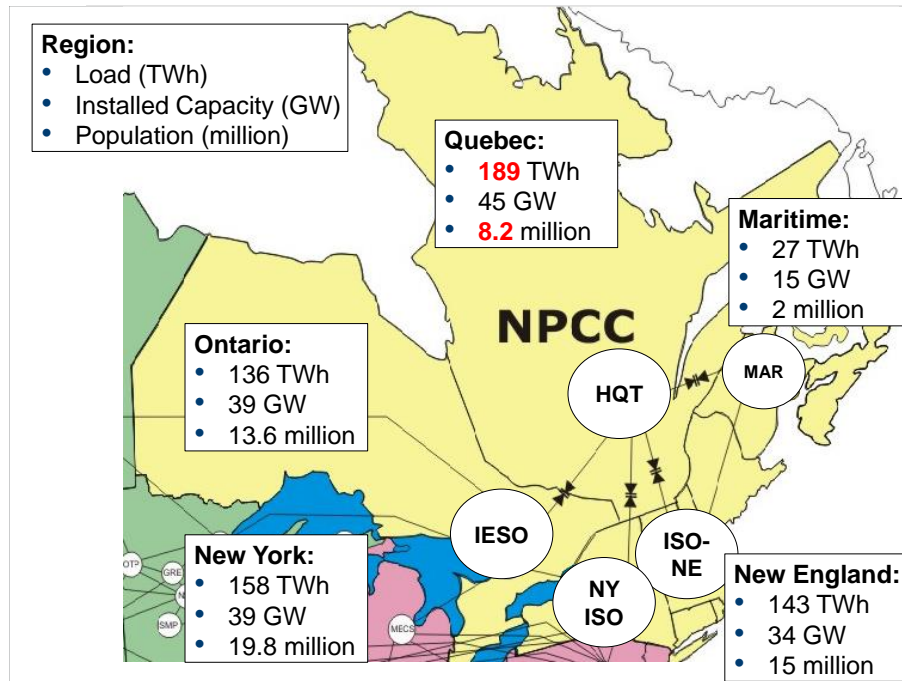 Region:
• Load (TWh)
• Installed Capacity (GW)
• Population (million)
Quebec:
• 189 TWh
• 45 GW
• 8.2 million
Maritime:
• 27 TWh
• 15 GW
• 2 million
NPCC
Ontario:
• 136 TWh
• 39 GW
• 13.6 million
HQT
MAR
IESO
ISO-
NE
NY
ISO
New York:
• 158 TWh
• 39 GW
• 19.8 million
New England:
• 143 TWh
• 34 GW
• 15 million
GRE
SMP
MECS